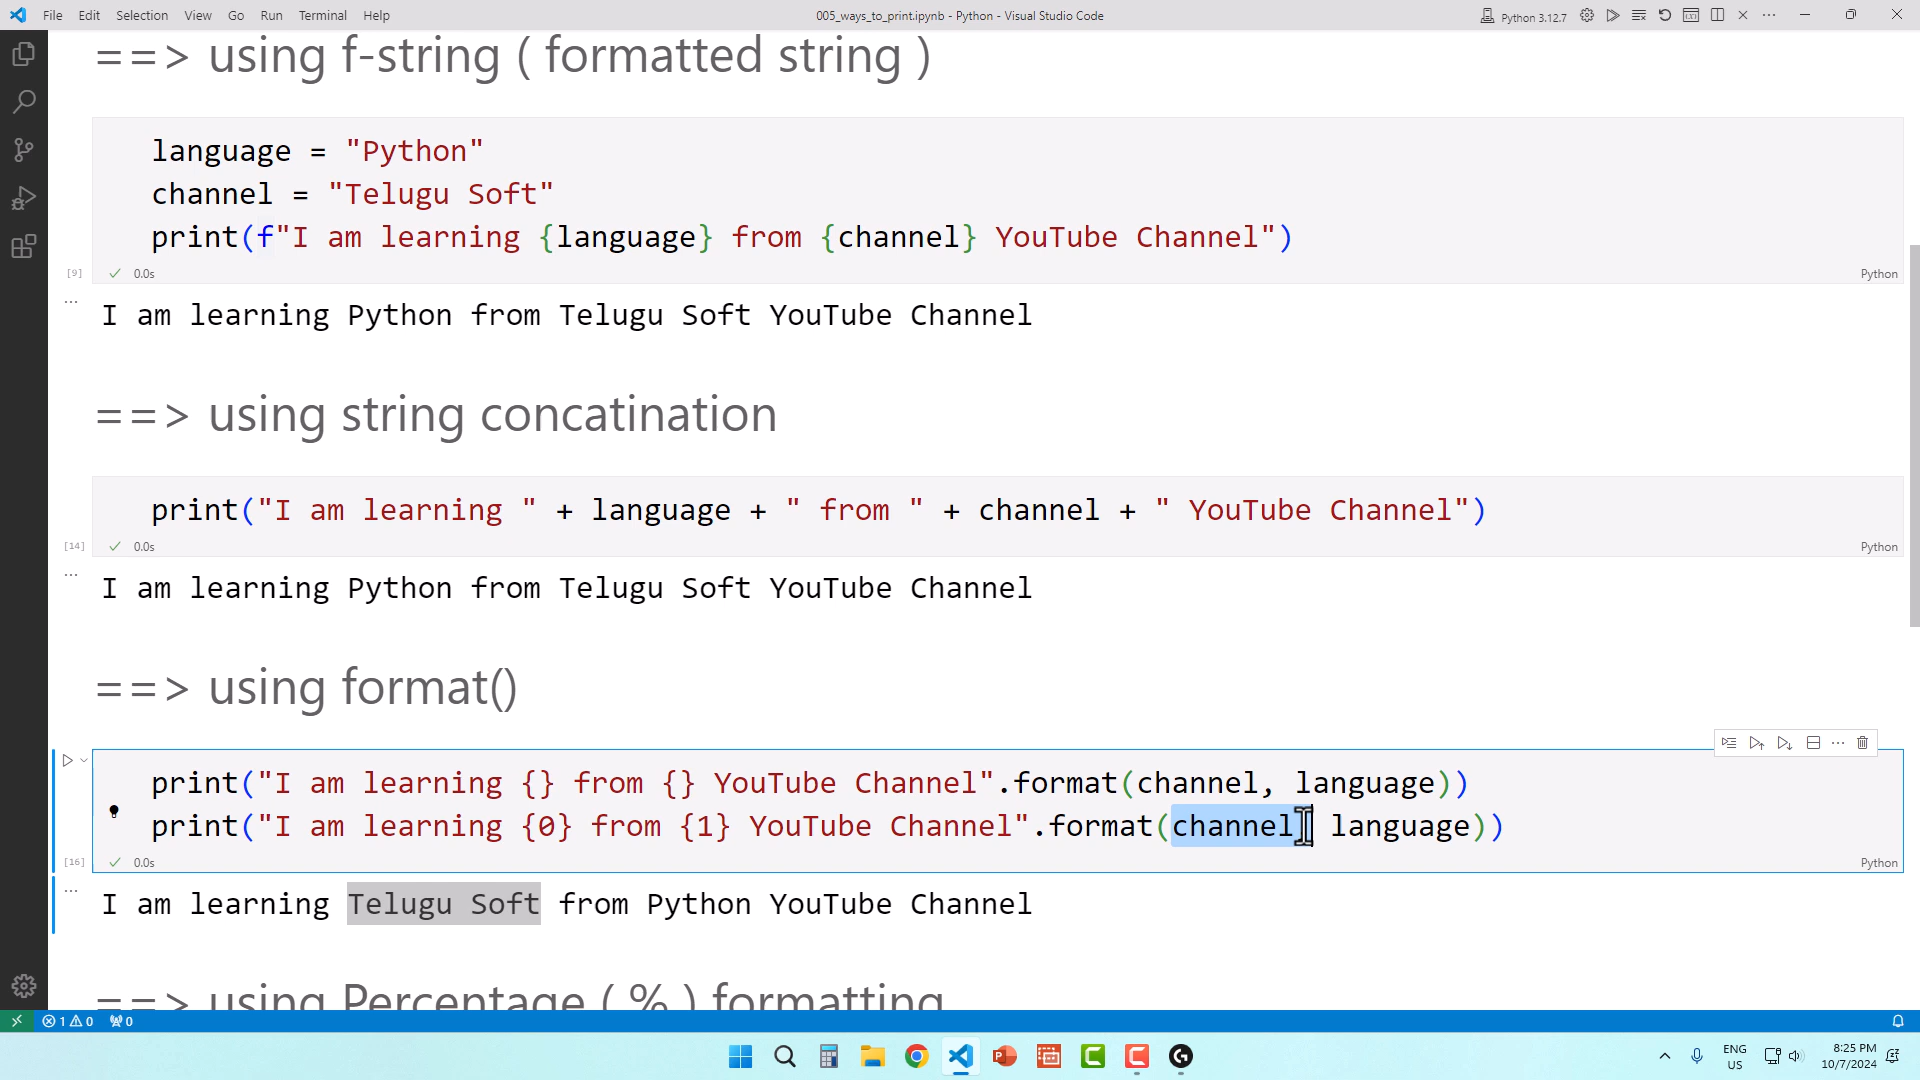 File Edit Selection View Go Run Terminal Help
005_ways_to_print.ipynb - Python - Visual Studio Code
Python 3.12.7
==> using f-string ( formatted string )
language = "Python"
channel = "Telugu Soft"
print(f"I am learning {language} from {channel} YouTube Channel")
[9] 0.0s Python
I am learning Python from Telugu Soft YouTube Channel
==> using string concatination
print("I am learning " + language + " from " + channel + " YouTube Channel")
[14] 0.0s Python
I am learning Python from Telugu Soft YouTube Channel
==> using format()
print("I am learning {} from {} YouTube Channel".format(channel, language))
print("I am learning {0} from {1} YouTube Channel".format(channel, language))
[16] 0.0s Python
I am learning Telugu Soft from Python YouTube Channel
==> using Percentage ( % ) formatting
1 0 0
ENG
US
8:25 PM
10/7/2024